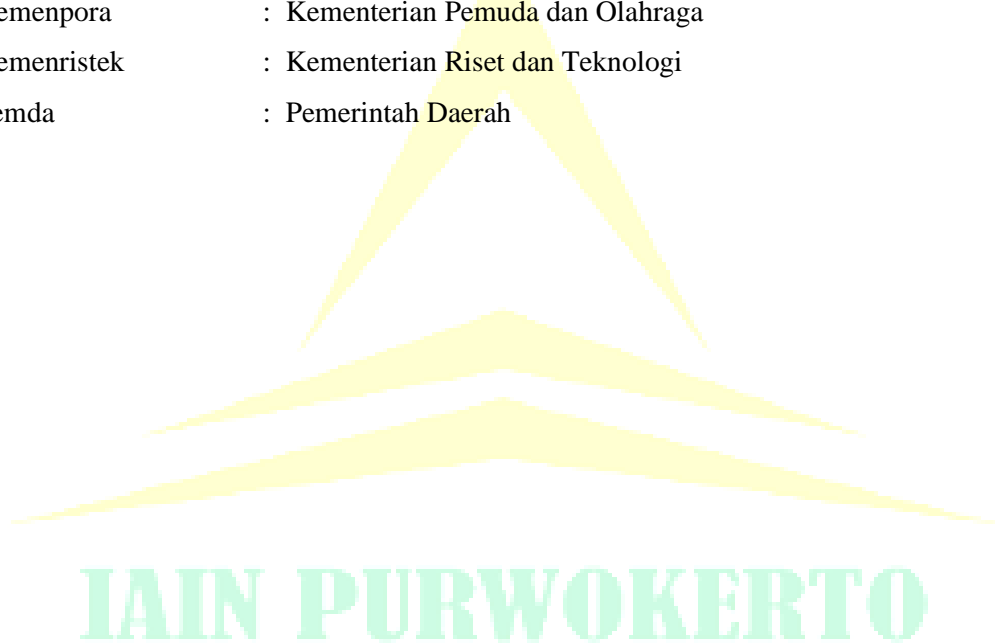 emenpora : Kementerian Pemuda dan Olahraga
emenristek : Kementerian Riset dan Teknologi
emda : Pemerintah Daerah
IAIN PURWOKERTO